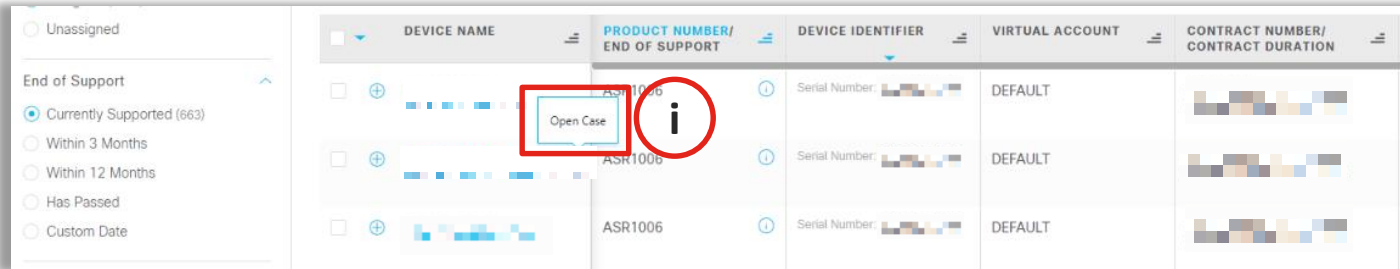 Unassigned
End of Support
Currently Supported (663)
Within 3 Months
Within 12 Months
Has Passed
Custom Date
DEVICE NAME
PRODUCT NUMBER/
END OF SUPPORT
DEVICE IDENTIFIER
VIRTUAL ACCOUNT
CONTRACT NUMBER/
CONTRACT DURATION
ASR1006
Serial Number:
DEFAULT
Open Case
i
ASR1006
Serial Number:
DEFAULT
ASR1006
Serial Number:
DEFAULT